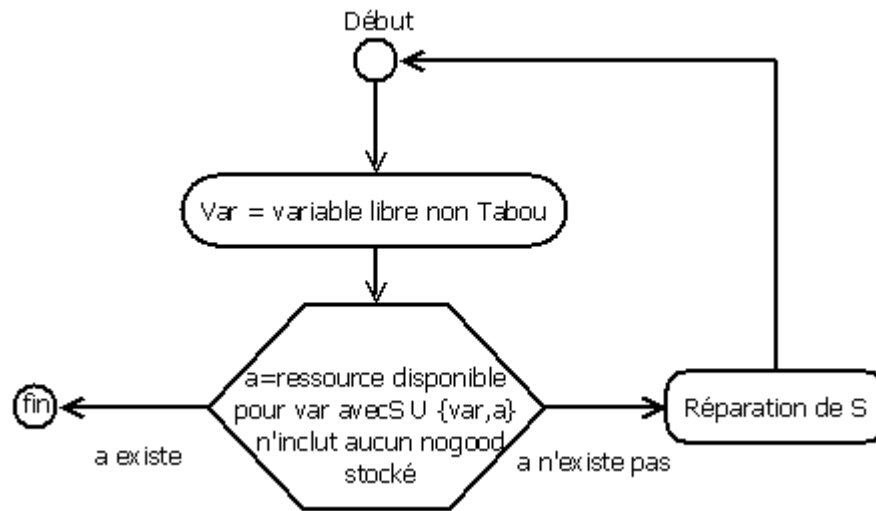 Début
Var = variable libre non Tabou
a=ressource disponible
pour var avecS U {var,a}
n'inclut aucun nogood
stocké
fin
a existe
a n'existe pas
Réparation de S